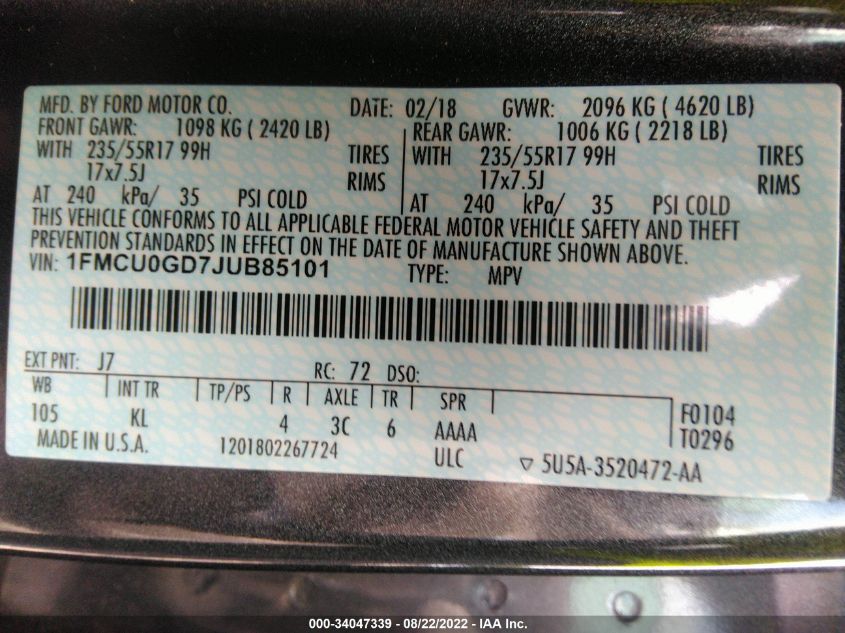 MFD. BY FORD MOTOR CO. DATE: 02/18 GVWR: 2096 KG ( 4620 LB)
FRONT GAWR: 1098 KG ( 2420 LB) REAR GAWR: 1006 KG ( 2218 LB)
WITH 235/55R17 99H TIRES WITH 235/55R17 99H TIRES
17x7.5J RIMS 17x7.5J RIMS
AT 240 kPa/ 35 PSI COLD AT 240 kPa/ 35 PSI COLD
THIS VEHICLE CONFORMS TO ALL APPLICABLE FEDERAL MOTOR VEHICLE SAFETY AND THEFT
PREVENTION STANDARDS IN EFFECT ON THE DATE OF MANUFACTURE SHOWN ABOVE.
VIN: 1FMCU0GD7JUB85101 TYPE: MPV
EXT PNT: J7 RC: 72 DSO:
WB INT TR TP/PS R AXLE TR SPR
105 KL 4 3C 6 AAAA F0104
MADE IN U.S.A. 1201802267724 ULC T0296
▽ 5U5A-3520472-AA
000-34047339 - 08/22/2022 - IAA Inc.